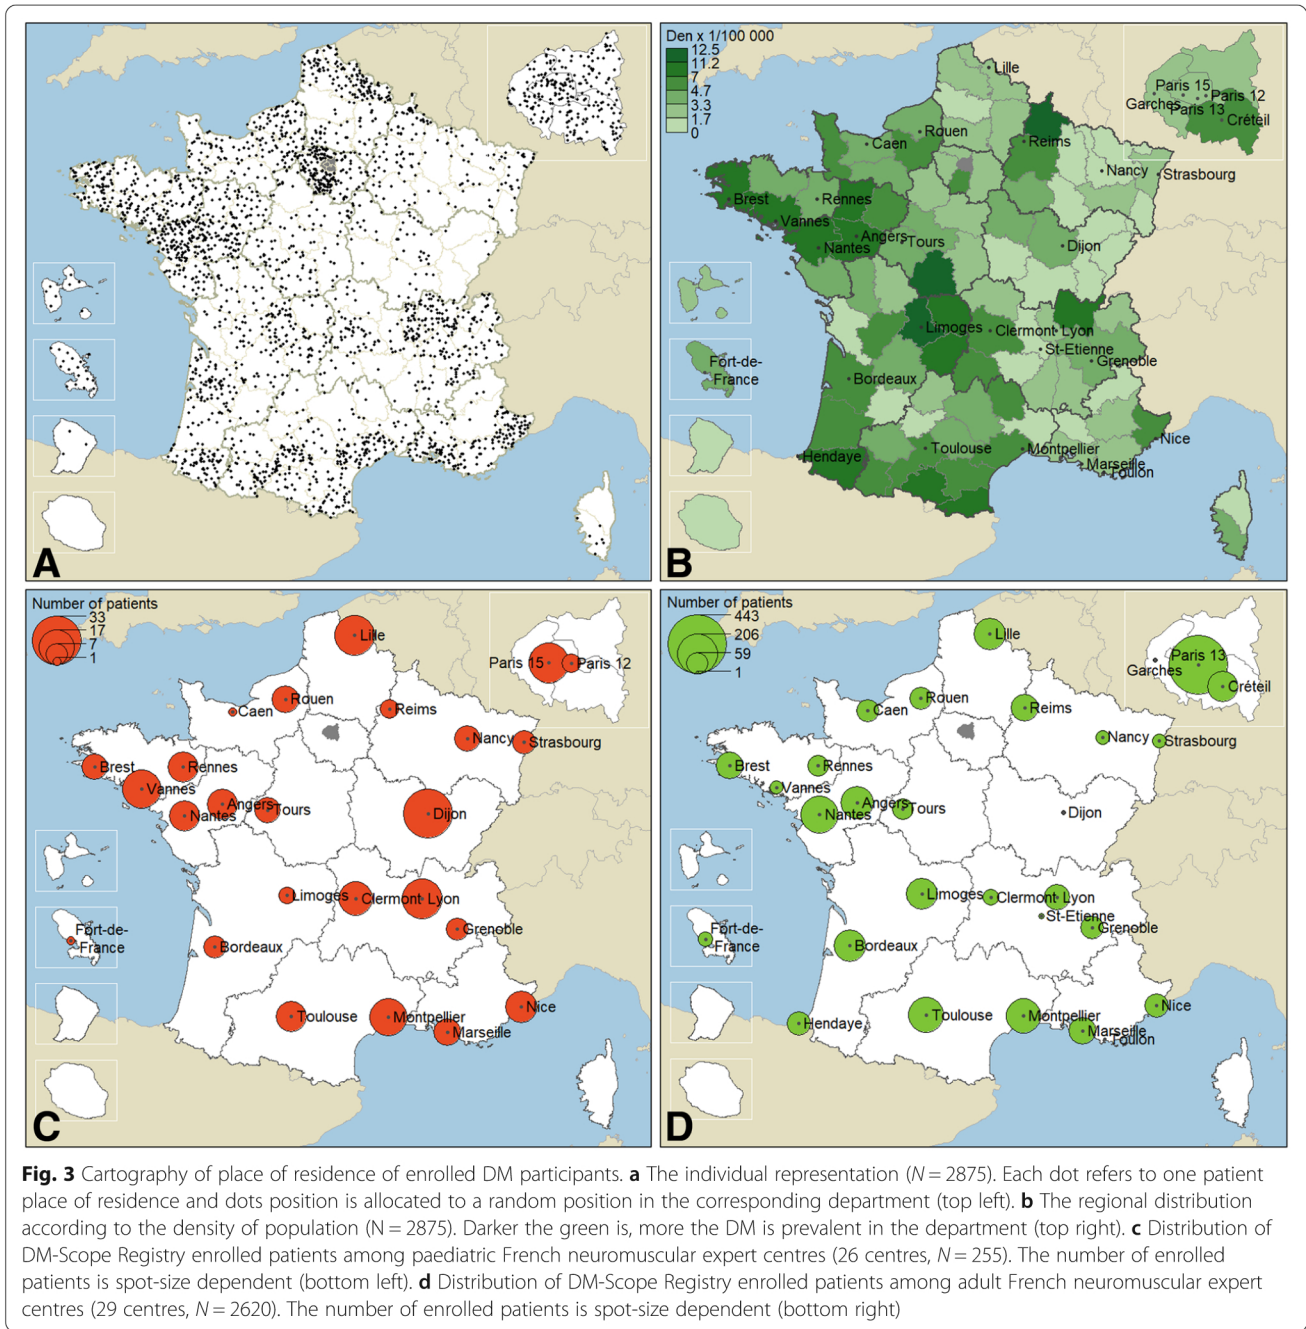 A
Den x 1/100 000
12.5
11.2
7
4.7
3.3
1.7
0
Lille
Paris 15
Paris 12
Garches
Paris 13
Créteil
Rouen
Caen
Reims
Nancy
Strasbourg
Brest
Rennes
Vannes
Angers
Tours
Nantes
Dijon
Limoges
Clermont
Lyon
St-Etienne
Grenoble
Fort-de-
France
Bordeaux
Hendaye
Toulouse
Montpellier
Nice
Marseille
Toulon
B
Number of patients
33
17
7
1
Lille
Paris 15
Paris 12
Rouen
Caen
Reims
Nancy
Strasbourg
Brest
Rennes
Vannes
Angers
Tours
Nantes
Dijon
Limoges
Clermont
Lyon
Grenoble
Fort-de-
France
Bordeaux
Toulouse
Montpellier
Nice
Marseille
C
Number of patients
443
206
59
1
Lille
Paris 13
Garches
Créteil
Rouen
Caen
Reims
Nancy
Strasbourg
Brest
Rennes
Vannes
Angers
Tours
Nantes
Dijon
Limoges
Clermont
Lyon
St-Etienne
Grenoble
Fort-de-
France
Bordeaux
Hendaye
Toulouse
Montpellier
Nice
Marseille
Toulon
D
Fig. 3 Cartography of place of residence of enrolled DM participants. a The individual representation (N = 2875). Each dot refers to one patient
place of residence and dots position is allocated to a random position in the corresponding department (top left). b The regional distribution
according to the density of population (N = 2875). Darker the green is, more the DM is prevalent in the department (top right). c Distribution of
DM-Scope Registry enrolled patients among paediatric French neuromuscular expert centres (26 centres, N = 255). The number of enrolled
patients is spot-size dependent (bottom left). d Distribution of DM-Scope Registry enrolled patients among adult French neuromuscular expert
centres (29 centres, N = 2620). The number of enrolled patients is spot-size dependent (bottom right)